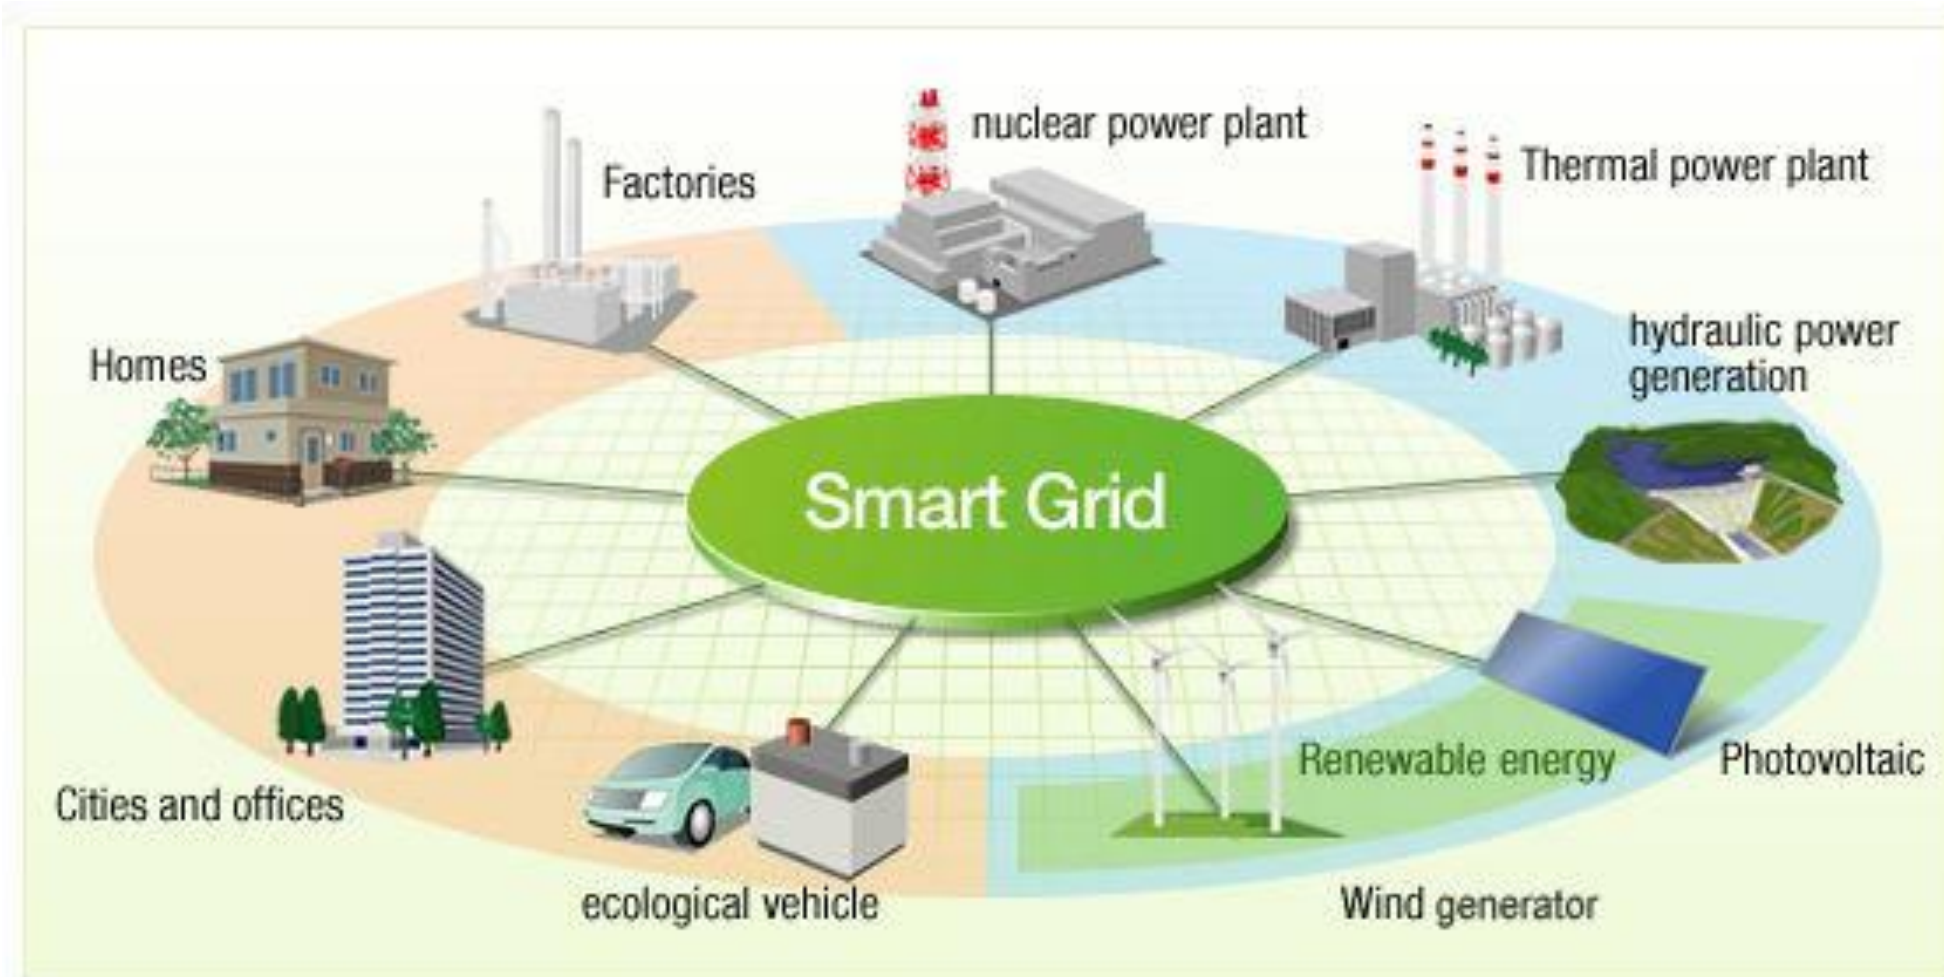 nuclear power plant
Thermal power plant
Factories
hydraulic power
generation
Homes
Smart Grid
Renewable energy
Photovoltaic
Cities and offices
ecological vehicle
Wind generator